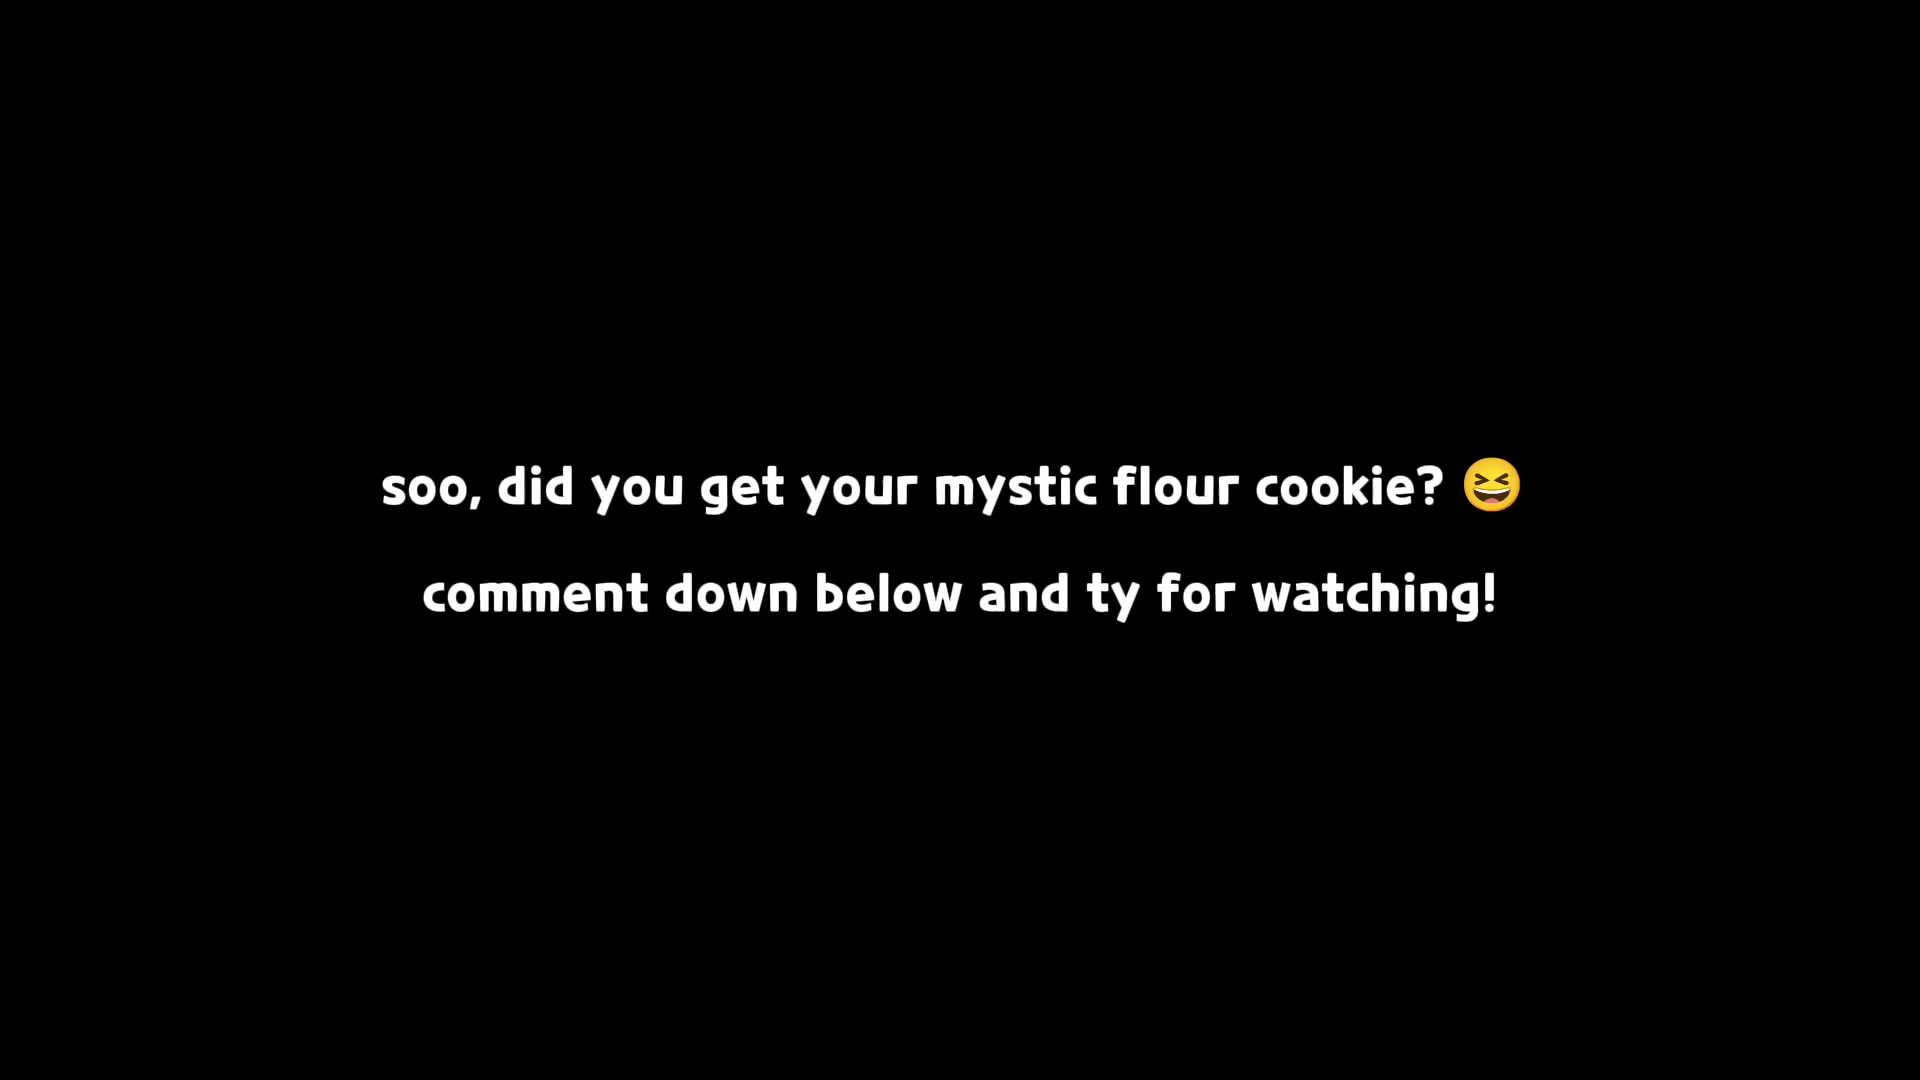 soo, did you get your mystic flour cookie? 😆
comment down below and ty for watching!